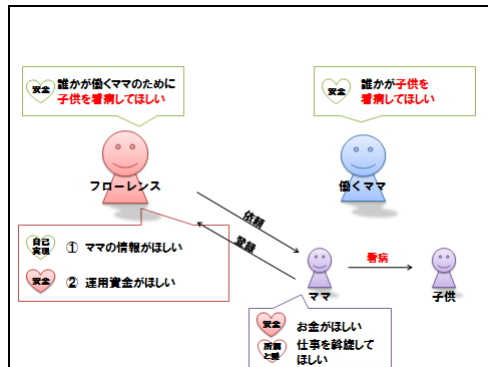 安全
誰かが働くママのために
子供を看病してほしい
安全
誰かが子供を
看病してほしい
フローレンス
働くママ
依頼
登録
自己
実現
① ママの情報がほしい
安全
② 運用資金がほしい
ママ
看病
子供
安全
お金がほしい
所属
と愛
仕事を斡旋して
ほしい